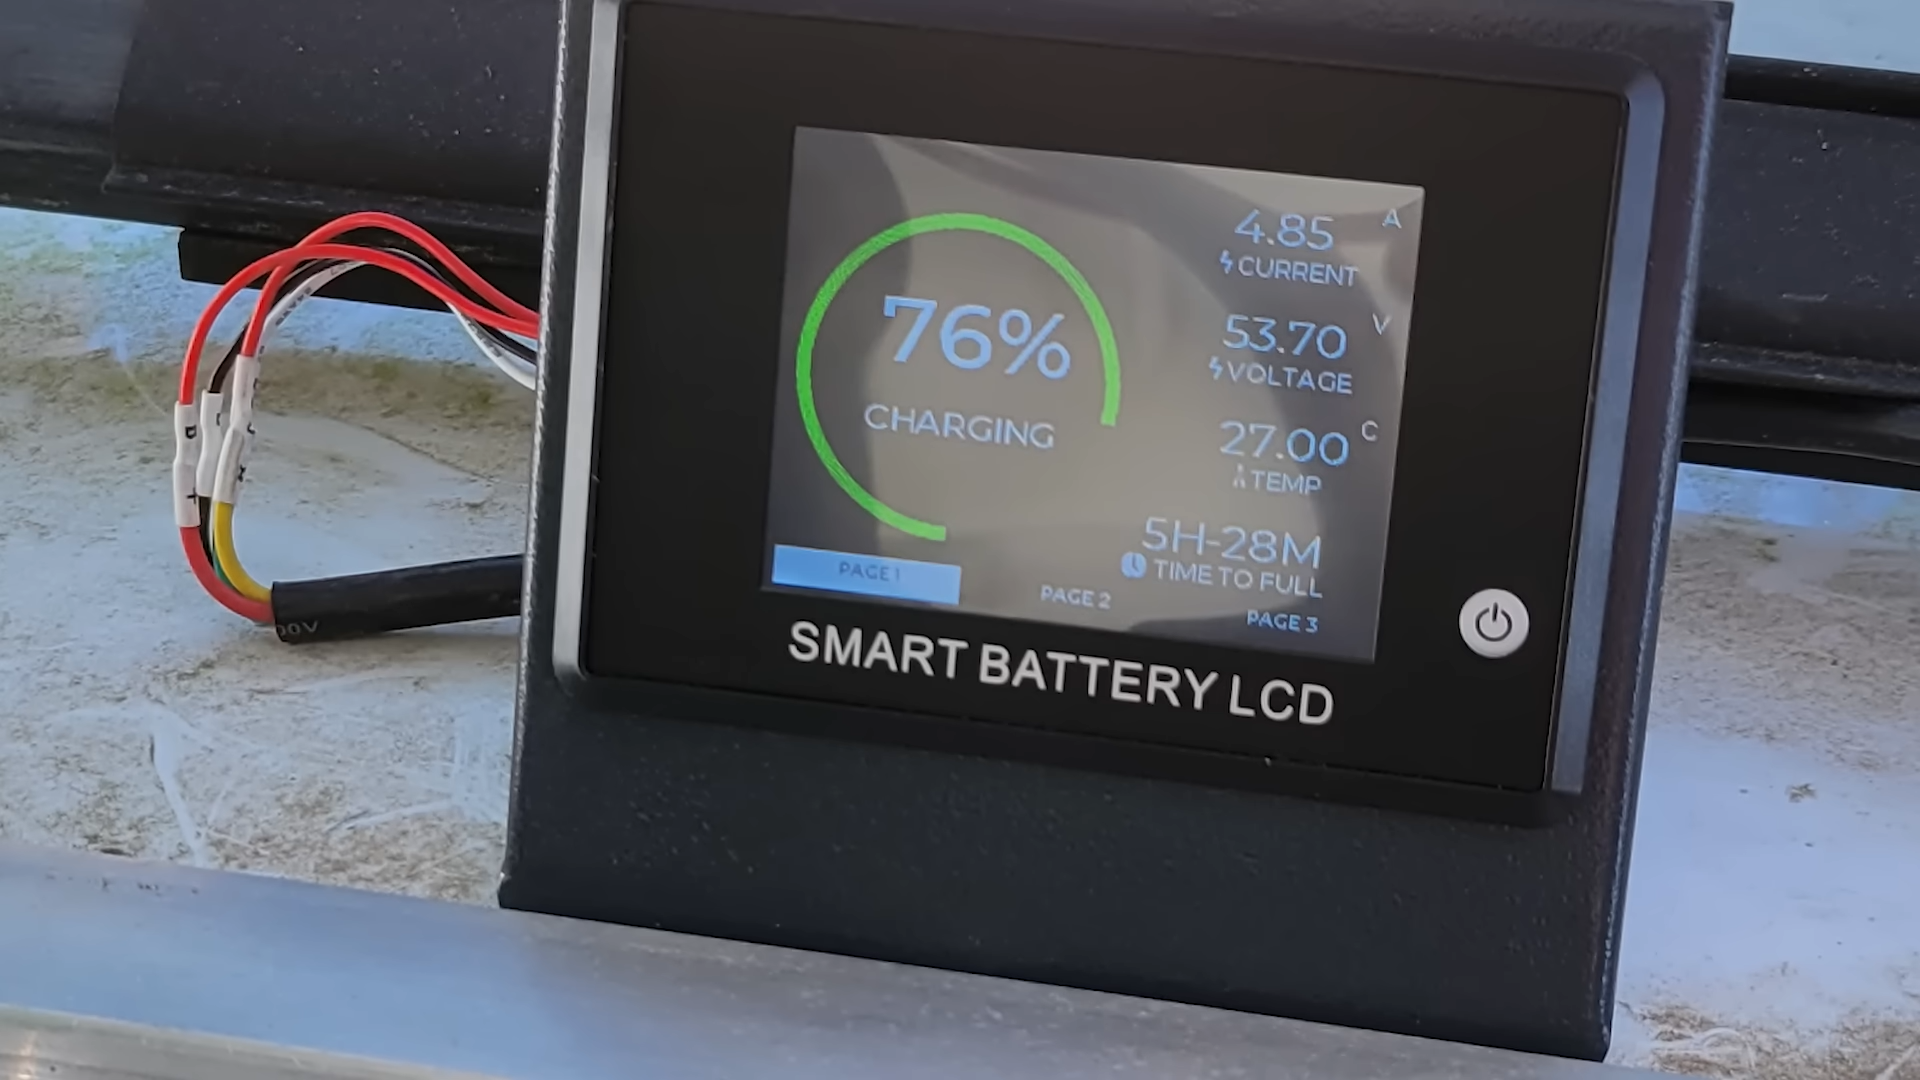 76%
CHARGING
4.85 A
CURRENT
53.70 V
VOLTAGE
27.00 C
TEMP
5H-28M
TIME TO FULL
PAGE 1
PAGE 2
PAGE 3
SMART BATTERY LCD
00V